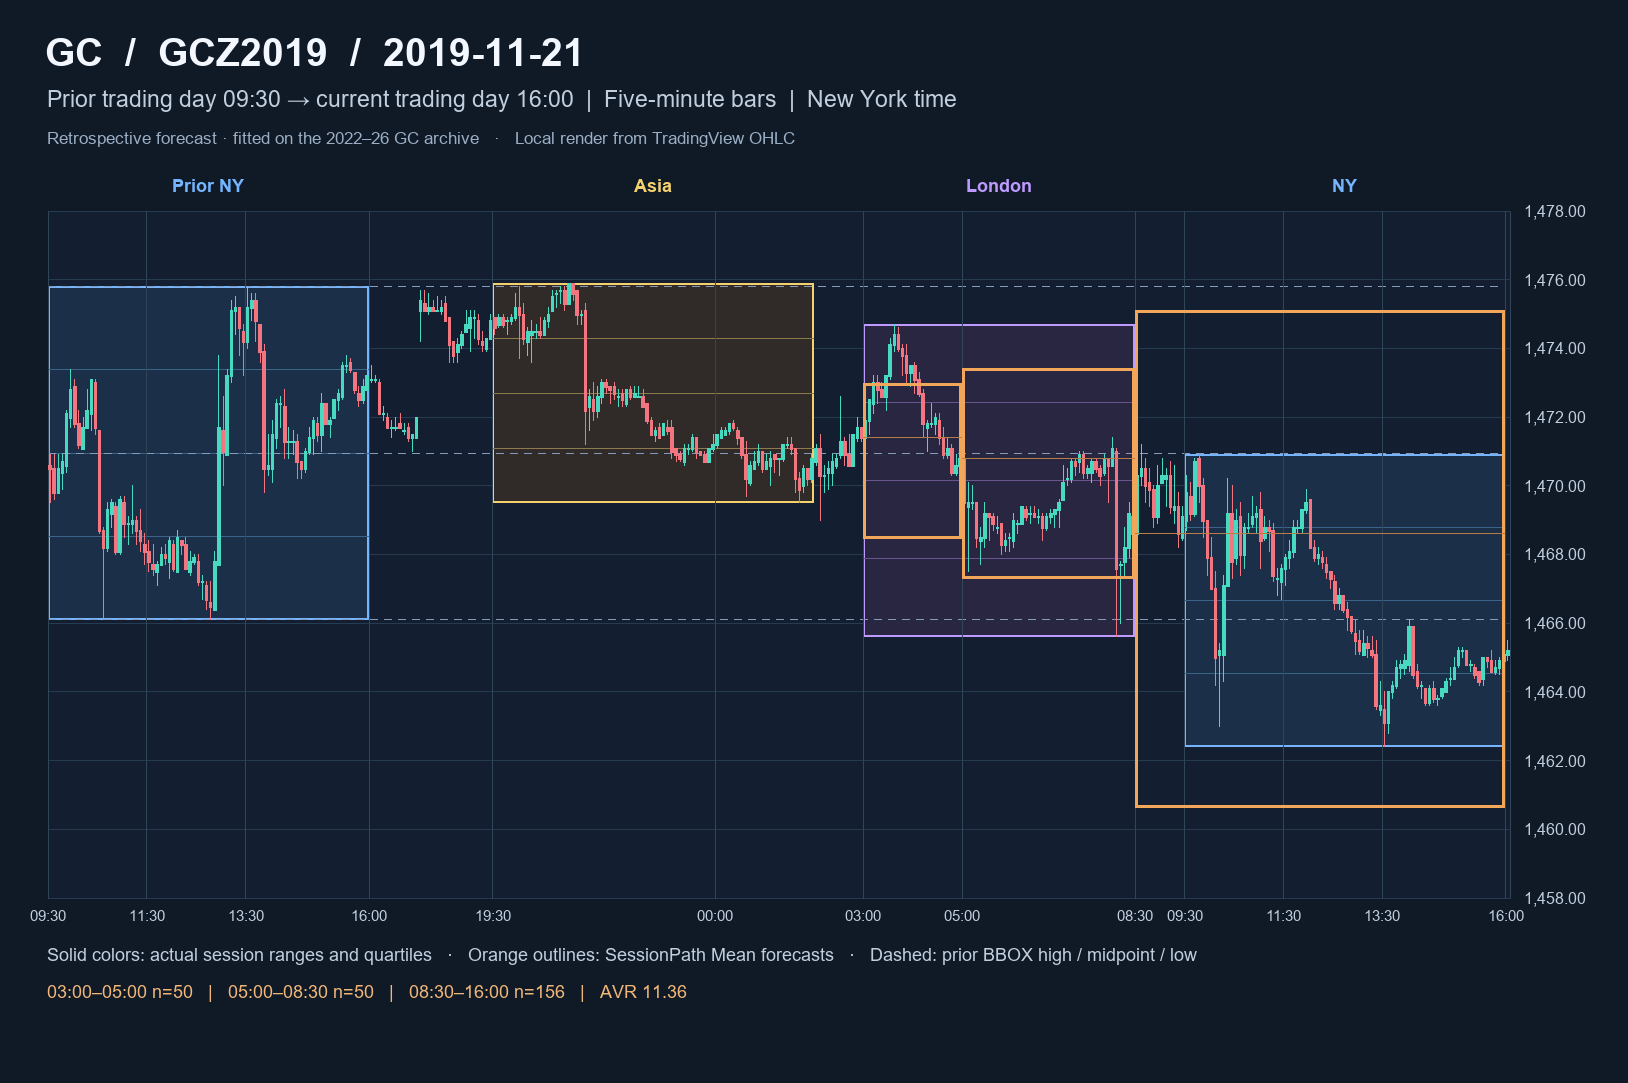 GC / GCZ2019 / 2019-11-21
Prior trading day 09:30 → current trading day 16:00 | Five-minute bars | New York time
Retrospective forecast · fitted on the 2022–26 GC archive · Local render from TradingView OHLC
Prior NY Asia London NY
1,478.00
1,476.00
1,474.00
1,472.00
1,470.00
1,468.00
1,466.00
1,464.00
1,462.00
1,460.00
1,458.00
09:30 11:30 13:30 16:00 19:30 00:00 03:00 05:00 08:30 09:30 11:30 13:30 16:00
Solid colors: actual session ranges and quartiles · Orange outlines: SessionPath Mean forecasts · Dashed: prior BBOX high / midpoint / low
03:00–05:00 n=50 | 05:00–08:30 n=50 | 08:30–16:00 n=156 | AVR 11.36